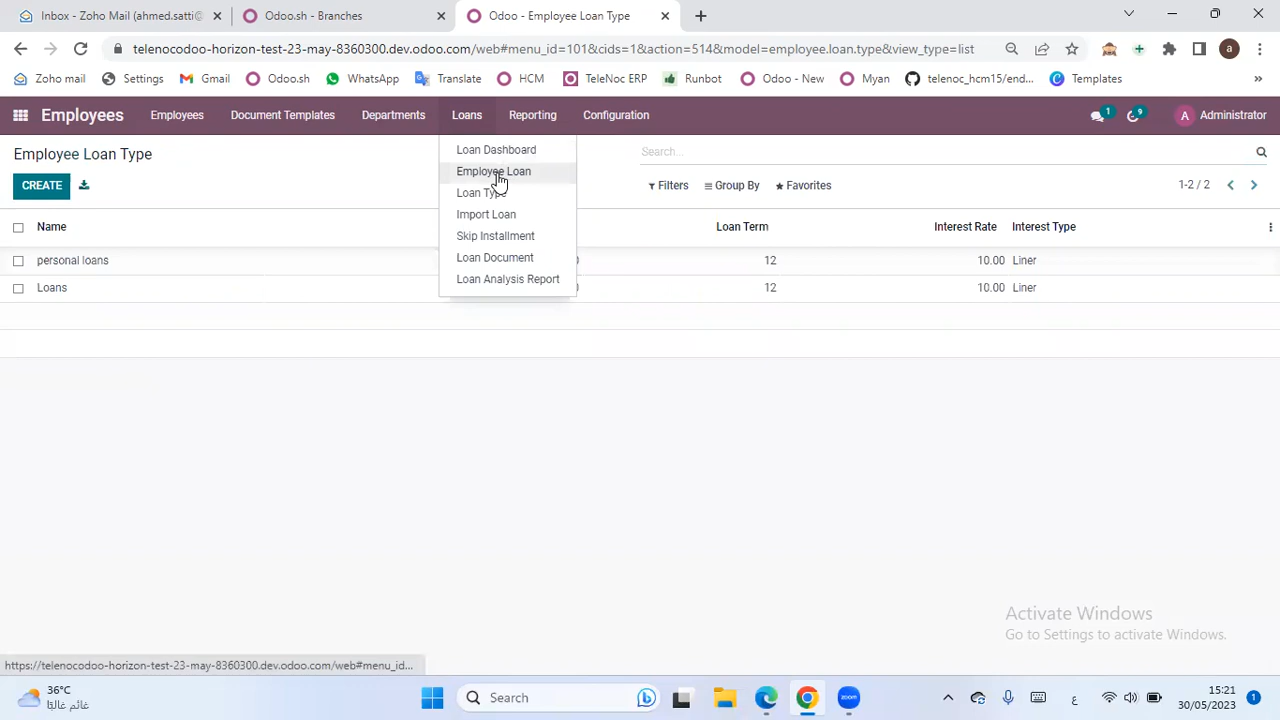 Inbox - Zoho Mail (ahmed.satti@
Odoo.sh - Branches
Odoo - Employee Loan Type
telenocodoo-horizon-test-23-may-8360300.dev.odoo.com/web#menu_id=101&cids=1&action=514&model=employee.loan.type&view_type=list
a
Zoho mail
Settings
Gmail
Odoo.sh
WhatsApp
Translate
HCM
TeleNoc ERP
Runbot
Odoo - New
Myan
telenoc_hcm15/end...
Templates
»
Employees
Employees
Document Templates
Departments
Loans
Reporting
Configuration
1
9
A
Administrator
Employee Loan Type
Search...
CREATE
Filters
Group By
Favorites
1-2 / 2
Loan Dashboard
Employee Loan
Loan Type
Import Loan
Skip Installment
Loan Document
Loan Analysis Report
Name
Loan Term
Interest Rate
Interest Type
personal loans
12
10.00
Liner
Loans
12
10.00
Liner
Activate Windows
Go to Settings to activate Windows.
https://telenocodoo-horizon-test-23-may-8360300.dev.odoo.com/web#menu_id...
36°C
غائم غالبًا
Search
zoom
ع
15:21
30/05/2023
1